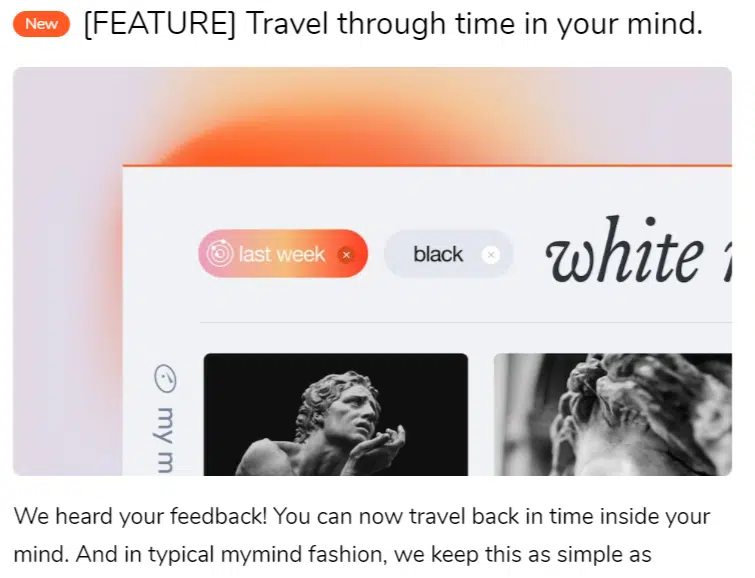 New [FEATURE] Travel through time in your mind.
last week
black
white
my m
We heard your feedback! You can now travel back in time inside your
mind. And in typical mymind fashion, we keep this as simple as